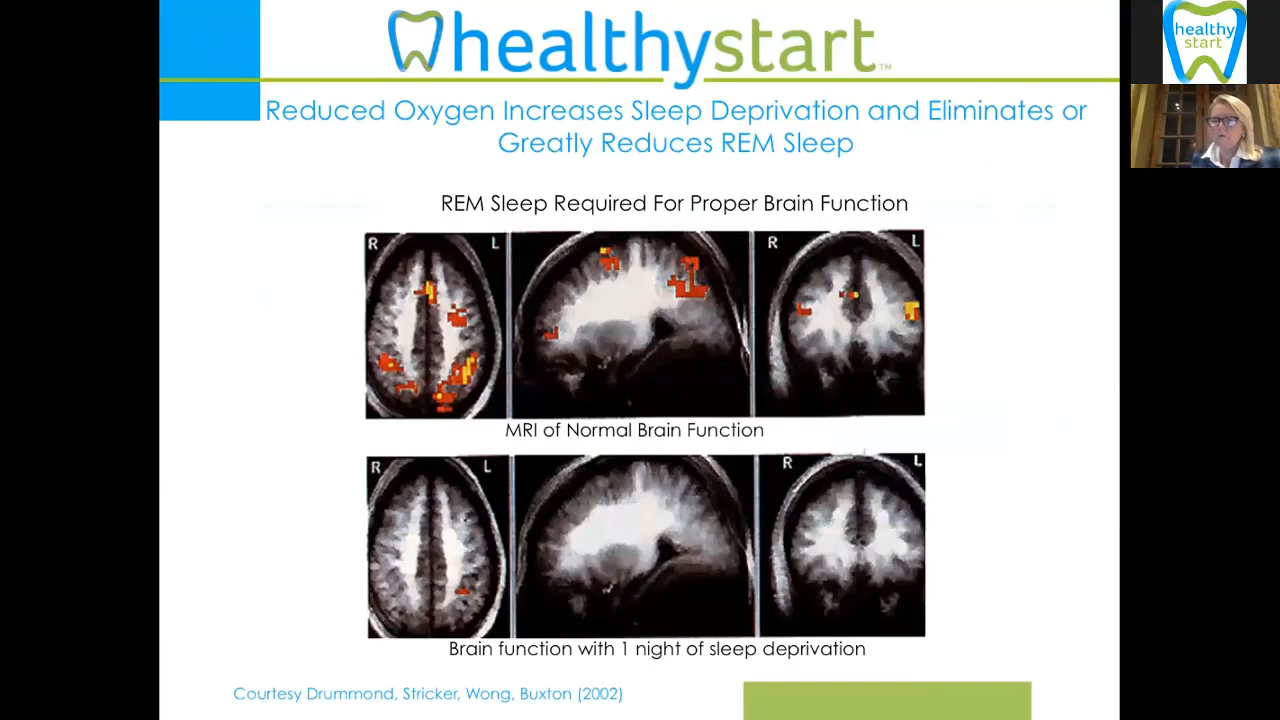 healthystart™
healthy
start
Reduced Oxygen Increases Sleep Deprivation and Eliminates or
Greatly Reduces REM Sleep
REM Sleep Required For Proper Brain Function
R L R L
MRI of Normal Brain Function
R L R L
Brain function with 1 night of sleep deprivation
Courtesy Drummond, Stricker, Wong, Buxton (2002)